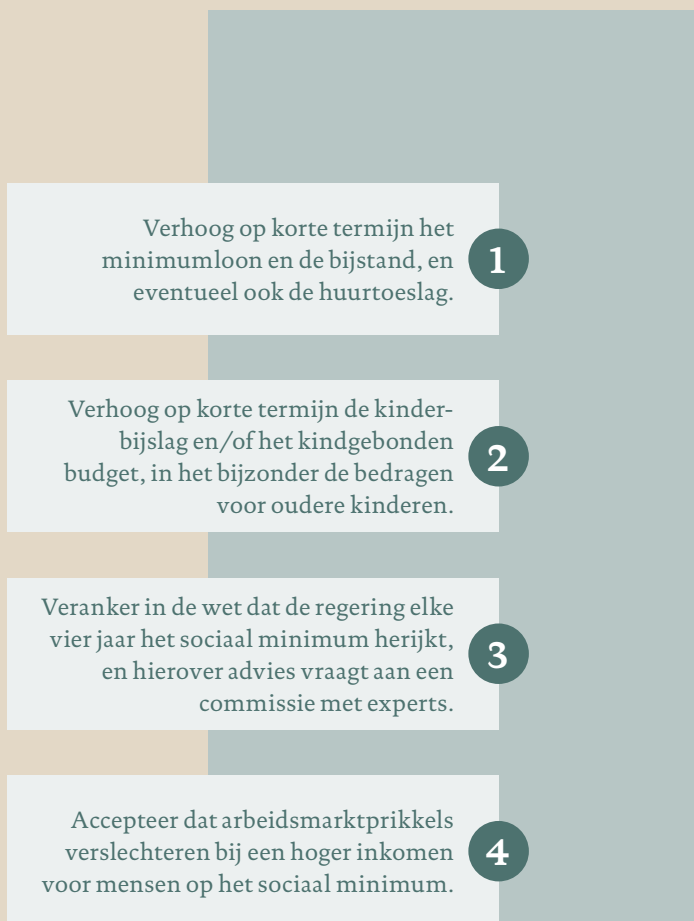 Verhoog op korte termijn het
minimumloon en de bijstand, en
eventueel ook de huurtoeslag.
1
Verhoog op korte termijn de kinder-
bijslag en/of het kindgebonden
budget, in het bijzonder de bedragen
voor oudere kinderen.
2
Veranker in de wet dat de regering elke
vier jaar het sociaal minimum herijkt,
en hierover advies vraagt aan een
commissie met experts.
3
Accepteer dat arbeidsmarktprikkels
verslechteren bij een hoger inkomen
voor mensen op het sociaal minimum.
4